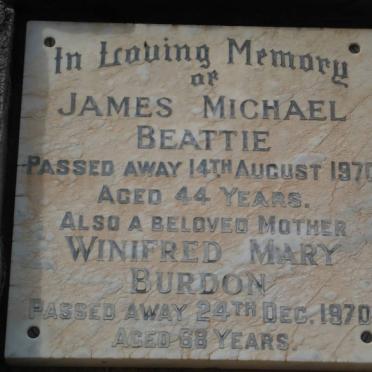 In Loving Memory
OF
JAMES MICHAEL
BEATTIE
PASSED AWAY 14TH AUGUST 1970
AGED 44 YEARS.
ALSO A BELOVED MOTHER
WINIFRED MARY
BURDON
PASSED AWAY 24TH DEC. 1970
AGED 68 YEARS.